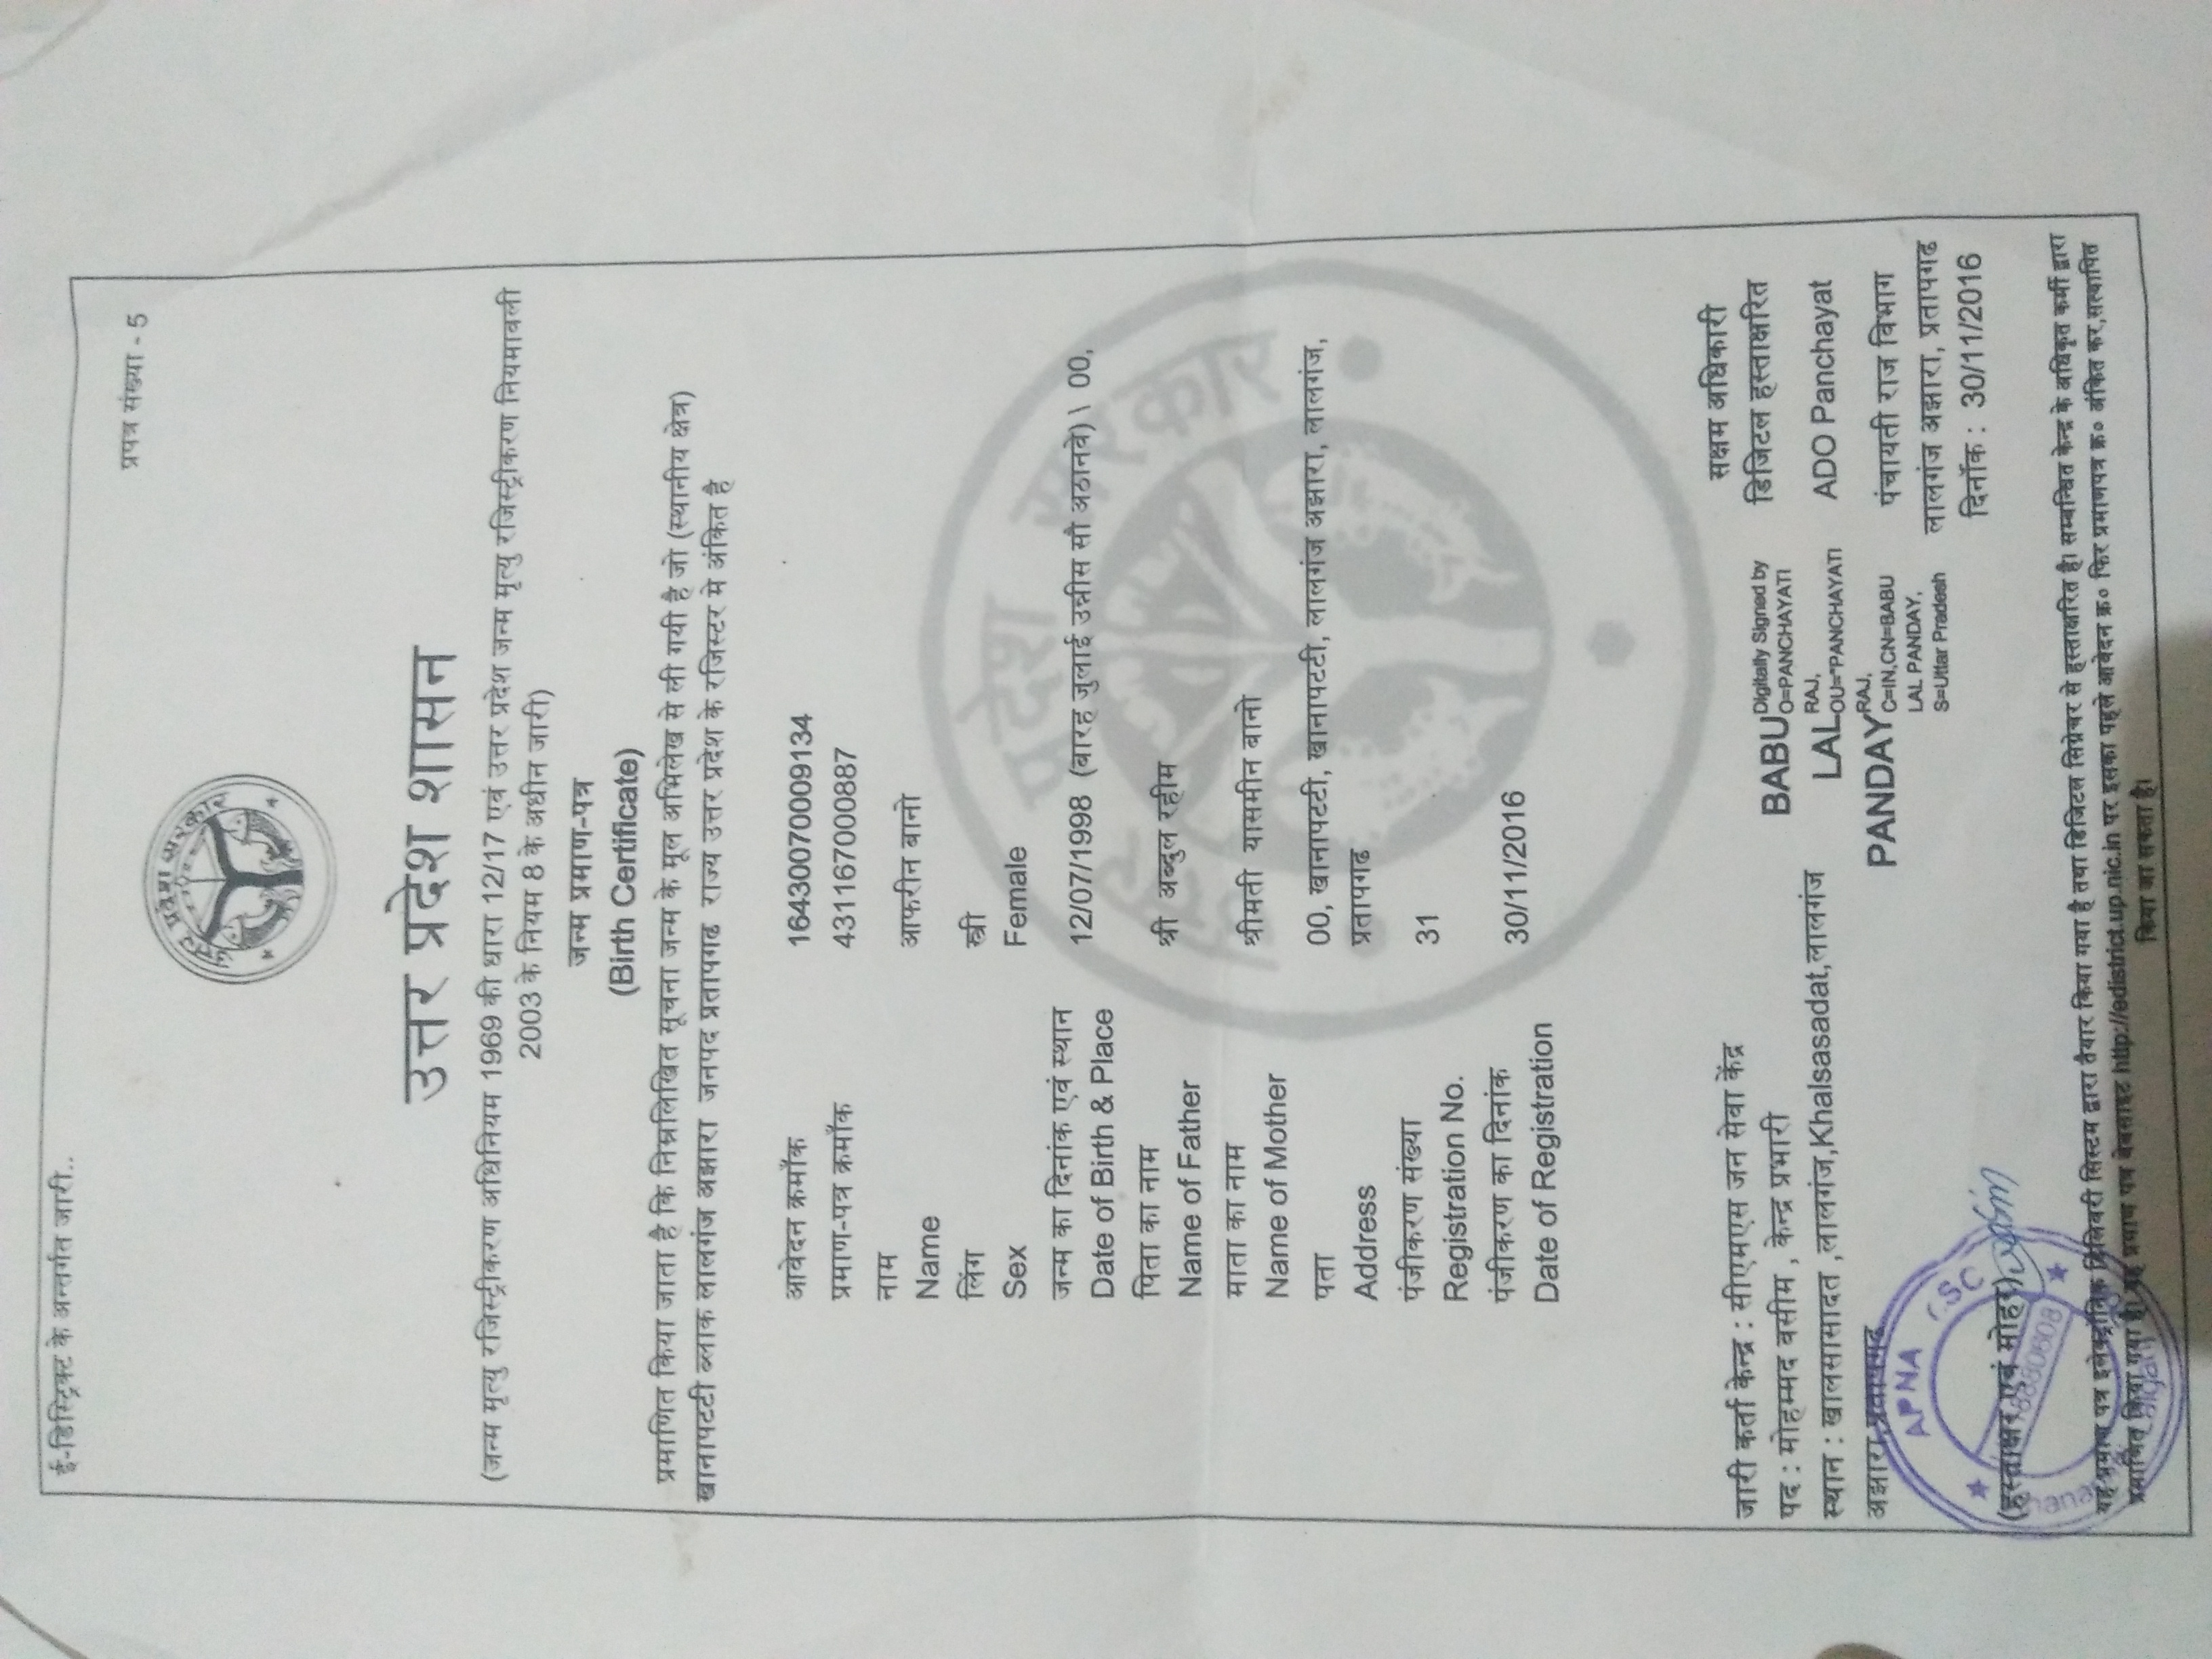 ई-डिस्ट्रिक्ट के अन्तर्गत जारी..
प्रपत्र संख्या - 5
उत्तर प्रदेश सरकार
उत्तर प्रदेश शासन
(जन्म मृत्यु रजिस्ट्रीकरण अधिनियम 1969 की धारा 12/17 एवं उत्तर प्रदेश जन्म मृत्यु रजिस्ट्रीकरण नियमावली
2003 के नियम 8 के अधीन जारी)
जन्म प्रमाण-पत्र
(Birth Certificate)
प्रमाणित किया जाता है कि निम्नलिखित सूचना जन्म के मूल अभिलेख से ली गयी है जो (स्थानीय क्षेत्र)
खानापटटी ब्लाक लालगंज अझारा जनपद प्रतापगढ राज्य उत्तर प्रदेश के रजिस्टर मे अंकित है
आवेदन क्रमाँक 16430070009134
प्रमाण-पत्र क्रमाँक 431167000887
नाम
Name
आफरीन बानो
लिंग स्त्री
Sex Female
जन्म का दिनांक एवं स्थान
Date of Birth & Place
12/07/1998 (बारह जुलाई उन्नीस सौ अठानवे) \ 00,
पिता का नाम
Name of Father
श्री अब्दुल रहीम
माता का नाम
Name of Mother
श्रीमती यासमीन बानो
पता
Address
00, खानापटटी, खानापटटी, लालगंज अझारा, लालगंज,
प्रतापगढ
पंजीकरण संख्या
Registration No.
31
पंजीकरण का दिनांक
Date of Registration
30/11/2016
प्रदेश सरकार
जारी कर्ता केन्द्र : सीएमएस जन सेवा केंद्र
पद : मोहम्मद वसीम , केन्द्र प्रभारी
स्थान : खालसासादत ,लालगंज,Khalsasadat,लालगंज
अझारा,प्रतापगढ
BABU
LAL
PANDAY
Digitally Signed by
O=PANCHAYATI
RAJ,
OU="PANCHAYATI
RAJ,
C=IN,CN=BABU
LAL PANDAY,
S=Uttar Pradesh
सक्षम अधिकारी
डिजिटल हस्ताक्षरित
ADO Panchayat
पंचायती राज विभाग
लालगंज अझारा, प्रतापगढ
दिनॉक : 30/11/2016
APNA
(हस्ताक्षर एवं मोहर)
यह प्रमाण पत्र इलेक्ट्रॉनिक डिलिवरी सिस्टम द्वारा तैयार किया गया है तथा डिजिटल सिग्नेचर से हस्ताक्षरित है। सम्बन्धित केन्द्र के अधिकृत कर्मी द्वारा
प्रमाणित किया गया है। यह प्रमाण पत्र वेबसाइट http://edistrict.up.nic.in पर इसका पहले आवेदन क्र० फिर प्रमाणपत्र क्र० अंकित कर,सत्यापित
किया जा सकता है।